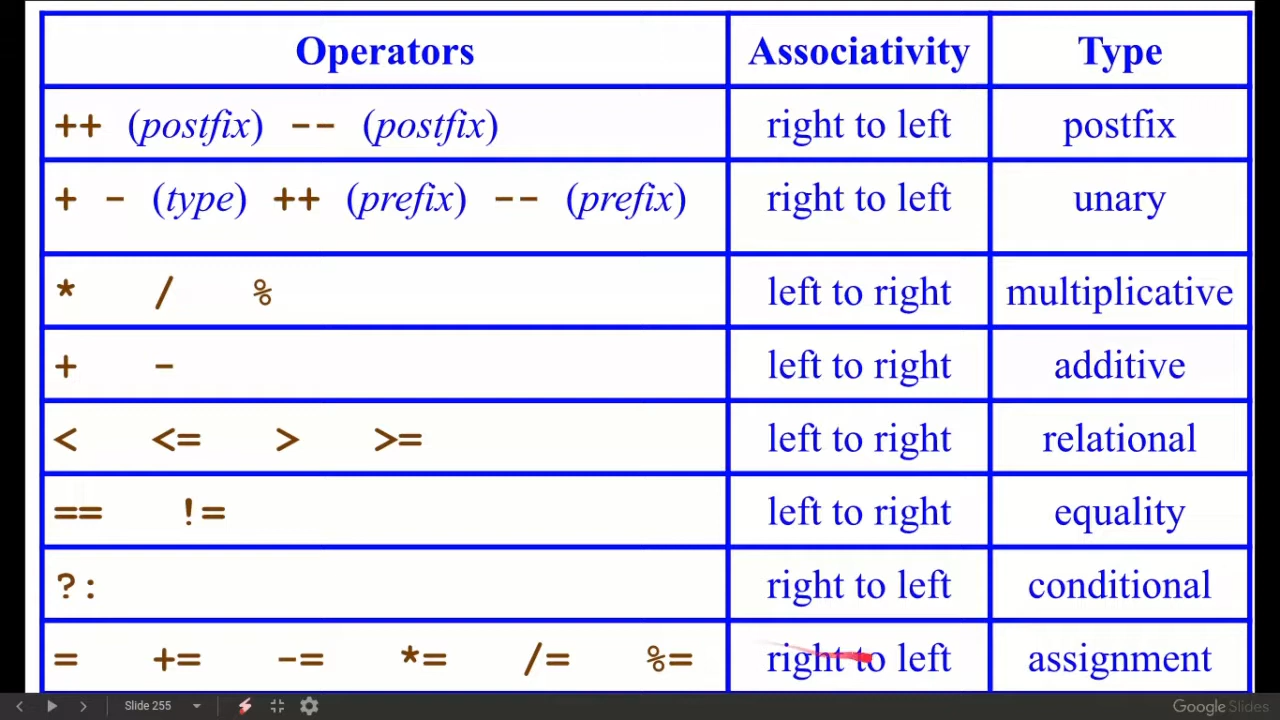 Operators Associativity Type
++ (postfix) -- (postfix) right to left postfix
+ - (type) ++ (prefix) -- (prefix) right to left unary
* / % left to right multiplicative
+ - left to right additive
< <= > >= left to right relational
== != left to right equality
?: right to left conditional
= += -= *= /= %= right to left assignment
Slide 255 Google Slides